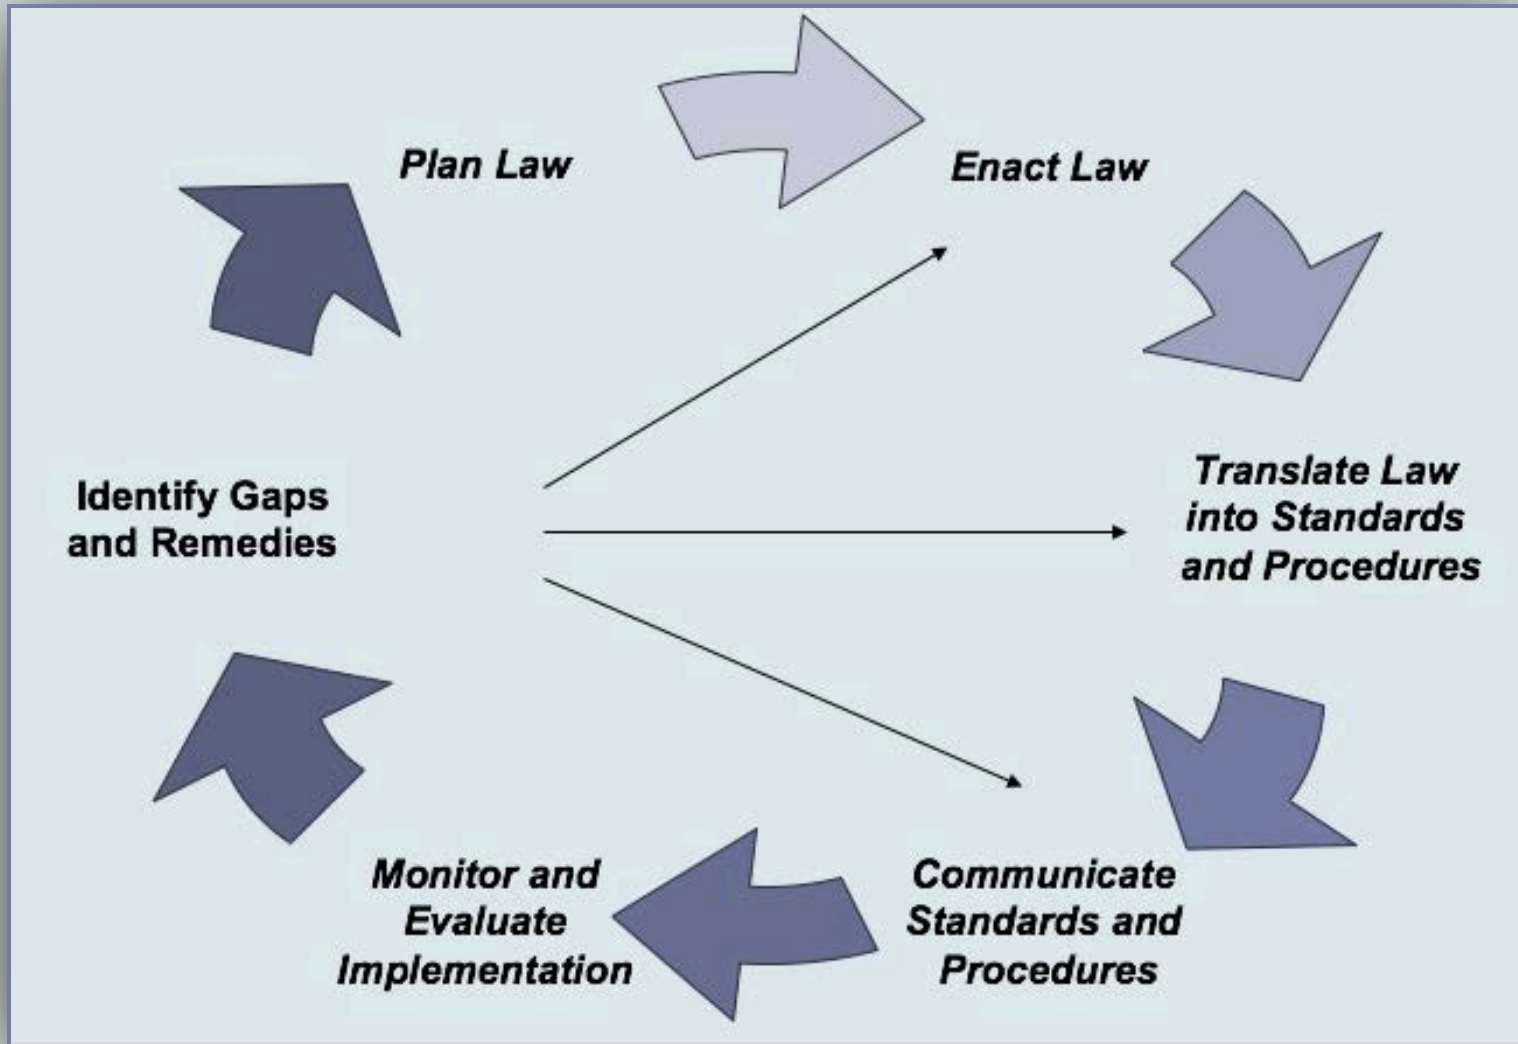 Plan Law
Enact Law
Identify Gaps
and Remedies
Translate Law
into Standards
and Procedures
Monitor and
Evaluate
Implementation
Communicate
Standards and
Procedures